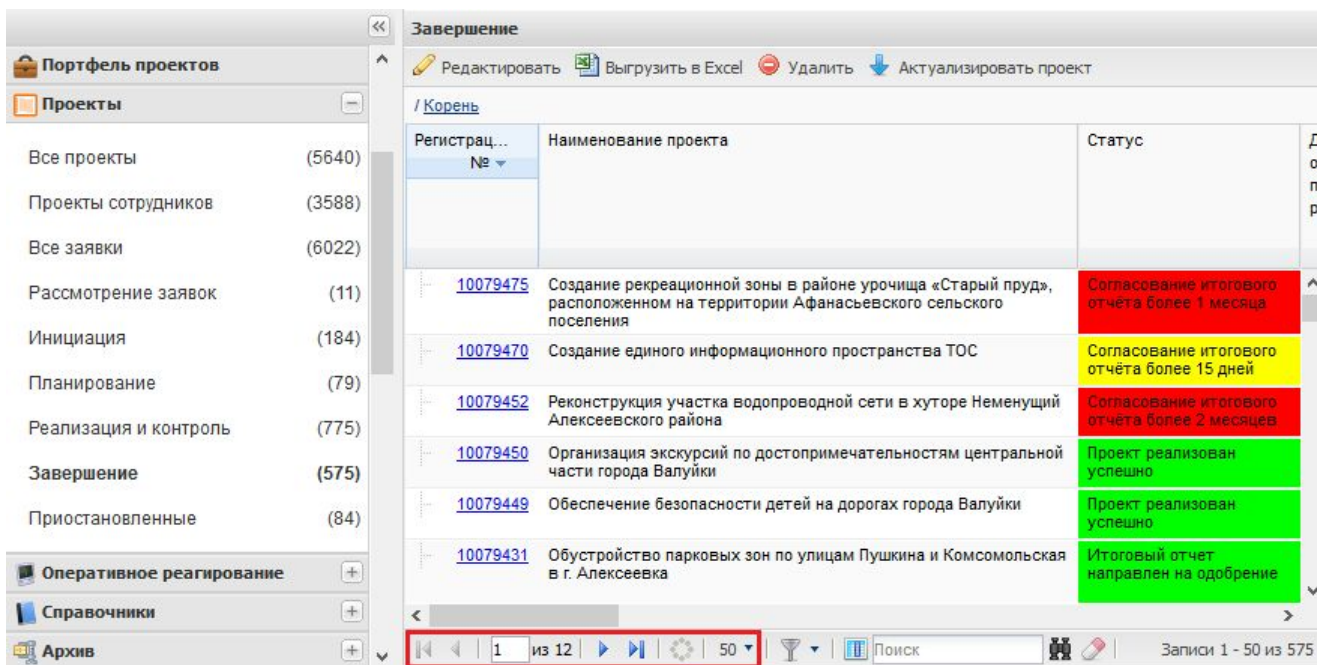 Портфель проектов
Проекты
Все проекты (5640)
Проекты сотрудников (3588)
Все заявки (6022)
Рассмотрение заявок (11)
Инициация (184)
Планирование (79)
Реализация и контроль (775)
Завершение (575)
Приостановленные (84)
Оперативное реагирование
Справочники
Архив
Завершение
Редактировать Выгрузить в Excel Удалить Актуализировать проект
/ Корень
Регистрац...
№
Наименование проекта
Статус
10079475
Создание рекреационной зоны в районе урочища «Старый пруд»,
расположенном на территории Афанасьевского сельского
поселения
Согласование итогового
отчёта более 1 месяца
10079470
Создание единого информационного пространства ТОС
Согласование итогового
отчёта более 15 дней
10079452
Реконструкция участка водопроводной сети в хуторе Неменущий
Алексеевского района
Согласование итогового
отчёта более 2 месяцев
10079450
Организация экскурсий по достопримечательностям центральной
части города Валуйки
Проект реализован
успешно
10079449
Обеспечение безопасности детей на дорогах города Валуйки
Проект реализован
успешно
10079431
Обустройство парковых зон по улицам Пушкина и Комсомольская
в г. Алексеевка
Итоговый отчет
направлен на одобрение
1 из 12 50 Поиск Записи 1 - 50 из 575